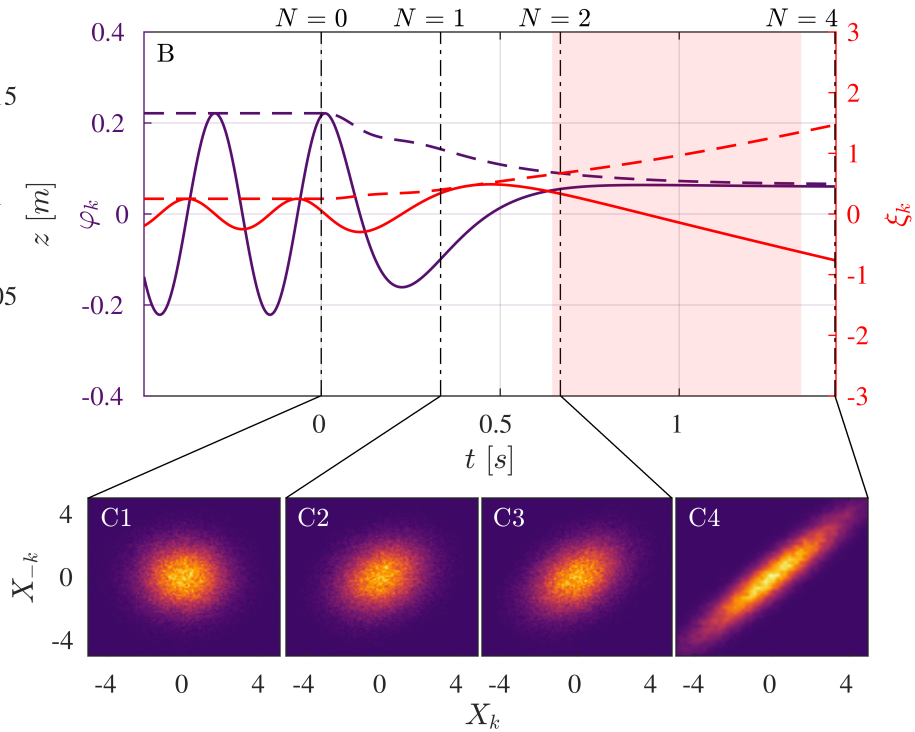 N = 0 N = 1 N = 2 N = 4
0.4 B 3
2
0.2 1
z [m] φk 0 0 ξk
-1
-0.2
-2
-0.4 -3
0 0.5 1
t [s]
4 C1 C2 C3 C4
X−k 0
-4
-4 0 4 -4 0 4 -4 0 4 -4 0 4
Xk